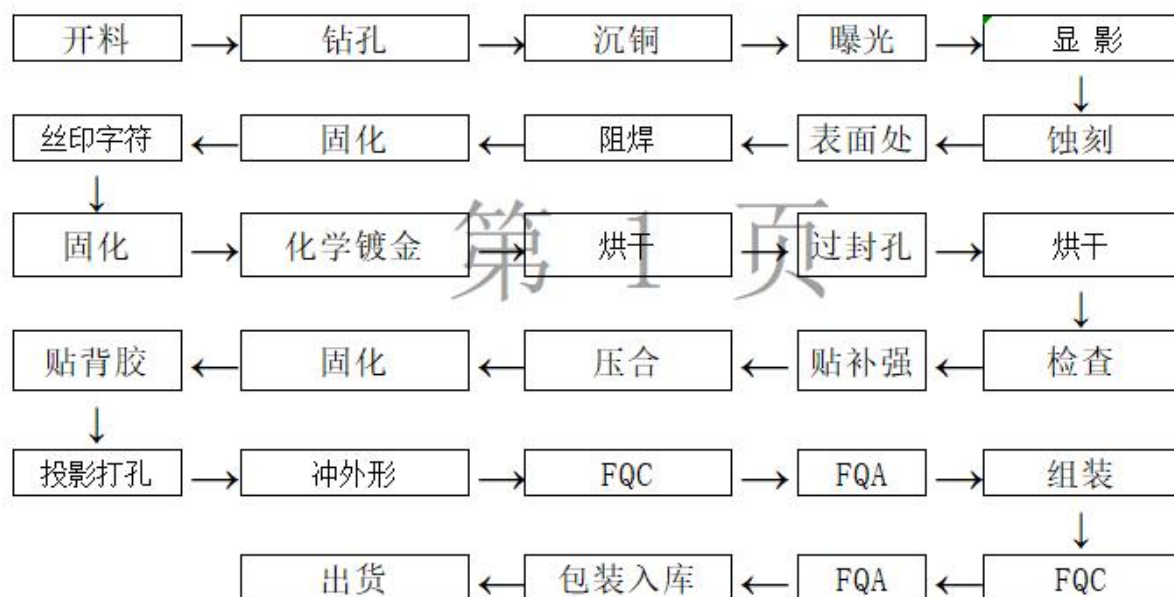 开料 → 钻孔 → 沉铜 → 曝光 → 显 影
↓
丝印字符 ← 固化 ← 阻焊 ← 表面处 ← 蚀刻
↓
固化 → 化学镀金 → 烘干 → 过封孔 → 烘干
第 1 页
↓
贴背胶 ← 固化 ← 压合 ← 贴补强 ← 检查
↓
投影打孔 → 冲外形 → FQC → FQA → 组装
↓
出货 ← 包装入库 ← FQA ← FQC